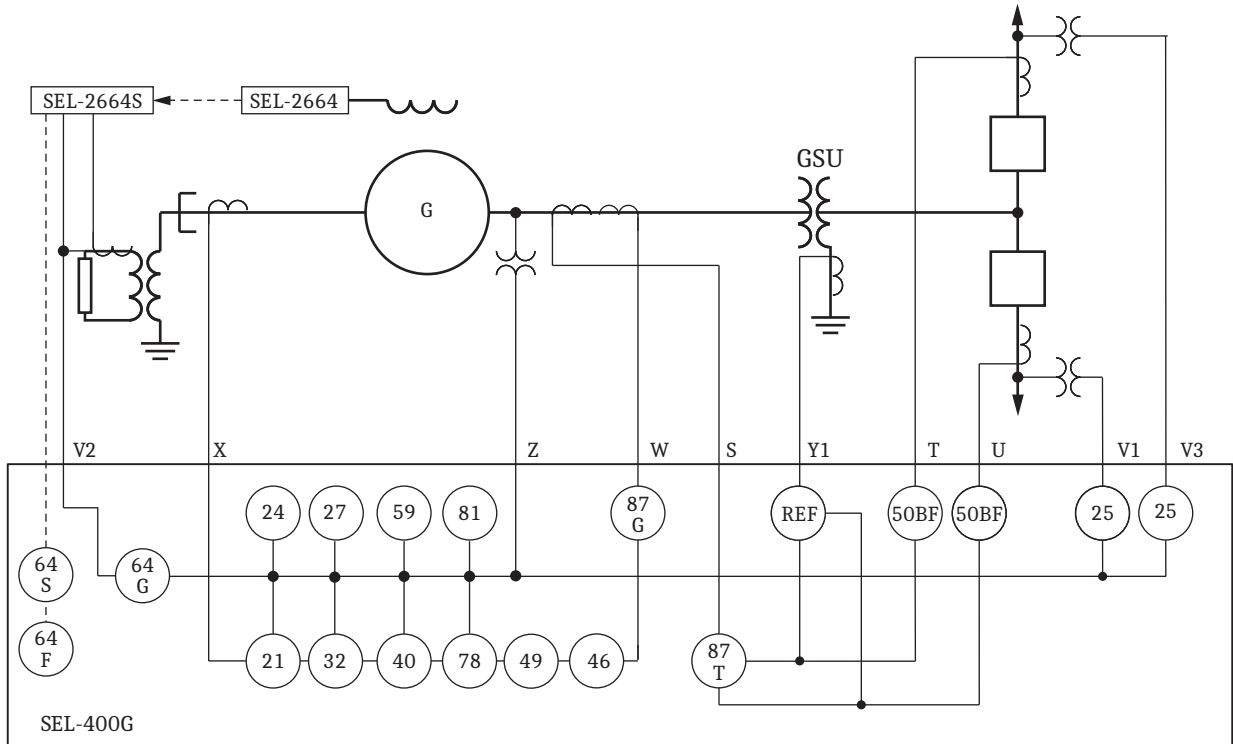 SEL-2664S
SEL-2664
GSU
G
V2
X
Z
W
S
Y1
T
U
V1
V3
24
27
59
81
87
G
REF
50BF
50BF
25
25
64
S
64
G
64
F
21
32
40
78
49
46
87
T
SEL-400G